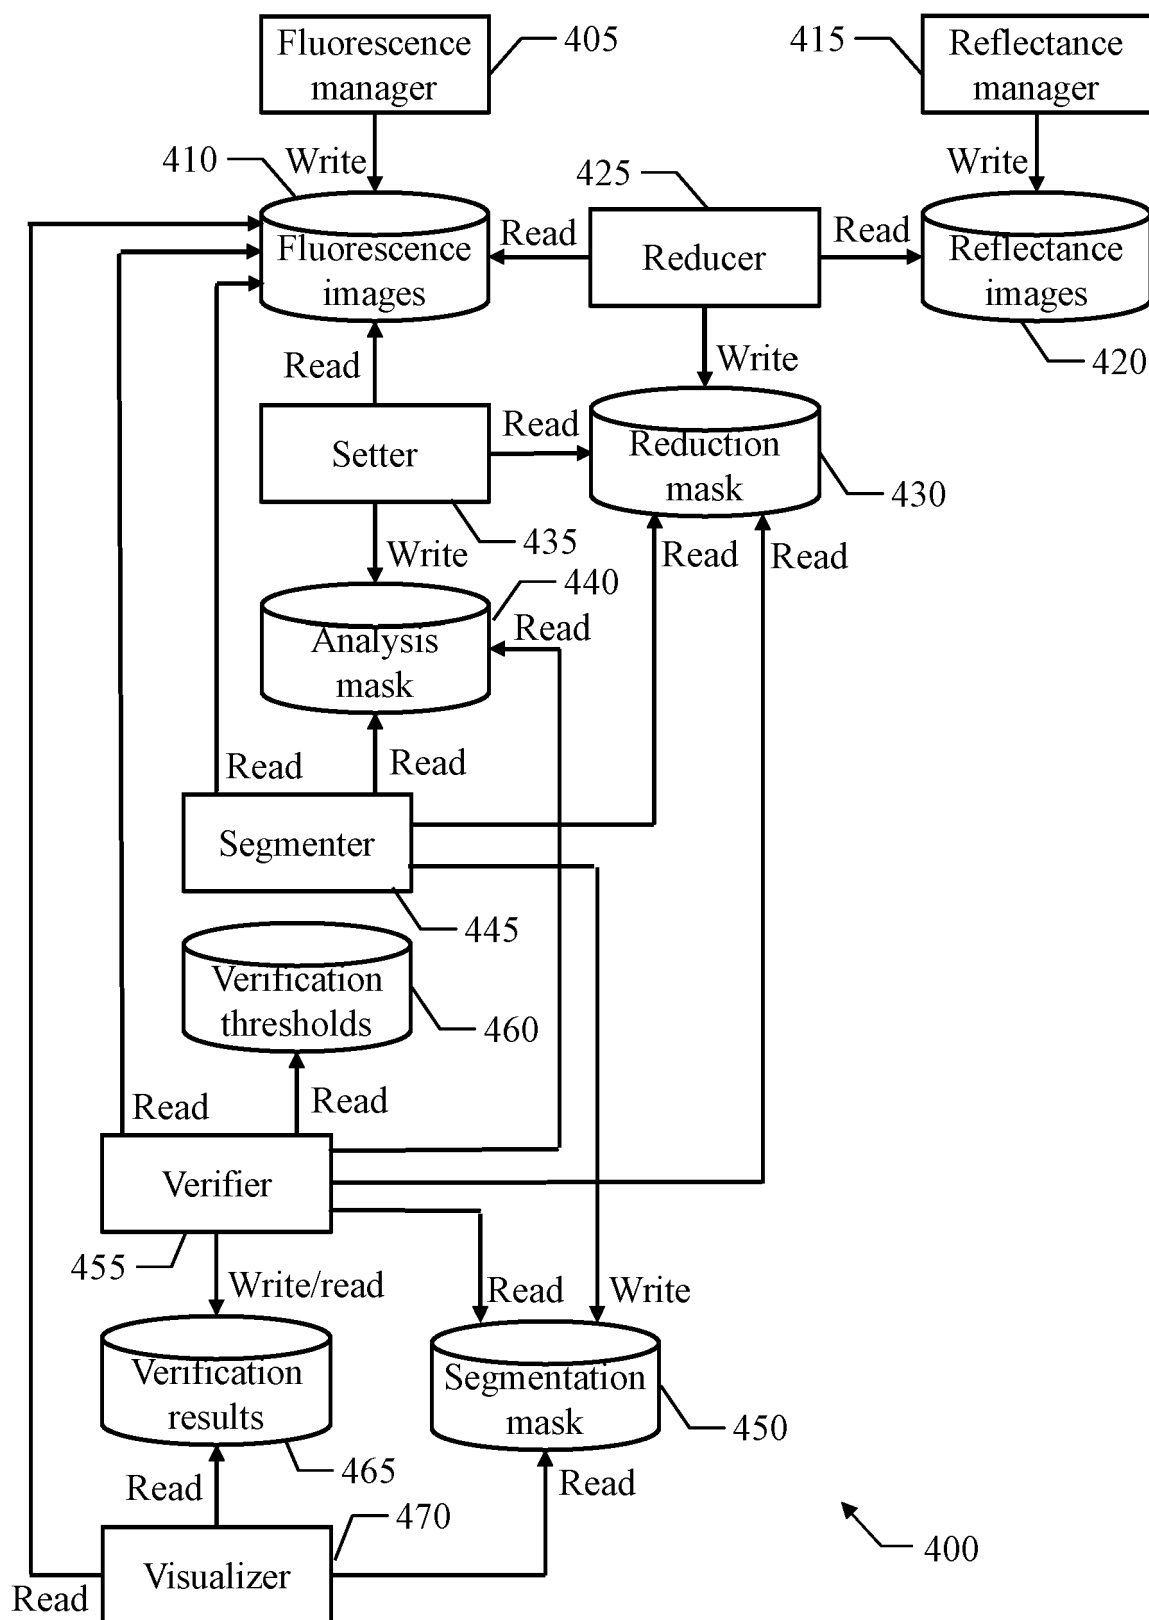 Fluorescence
manager
405
415
Reflectance
manager
Write
Write
410
425
Fluorescence
images
Read
Reducer
Read
Reflectance
images
420
Read
Write
Setter
Read
Reduction
mask
430
435
Write
Read
Read
440
Analysis
mask
Read
Read
Read
Segmenter
445
Verification
thresholds
460
Read
Read
Verifier
455
Write/read
Read
Write
Verification
results
Segmentation
mask
450
465
Read
Read
470
Visualizer
Read
400